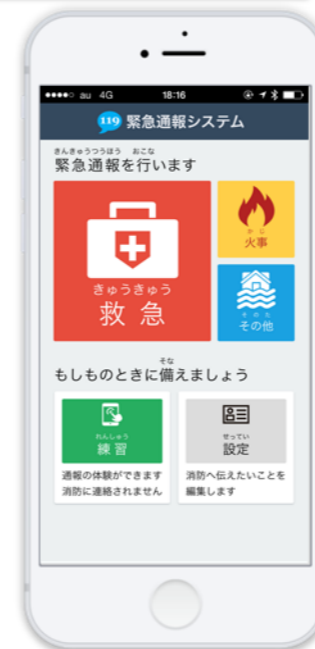 au 4G 18:16
119 緊急通報システム
きんきゅうつうほう おこな
緊急通報を行います
きゅうきゅう
救急
かじ
火事
そのた
その他
そな
もしものときに備えましょう
れんしゅう
練習
通報の体験ができます
消防に連絡されません
せってい
設定
消防へ伝えたいことを
編集します